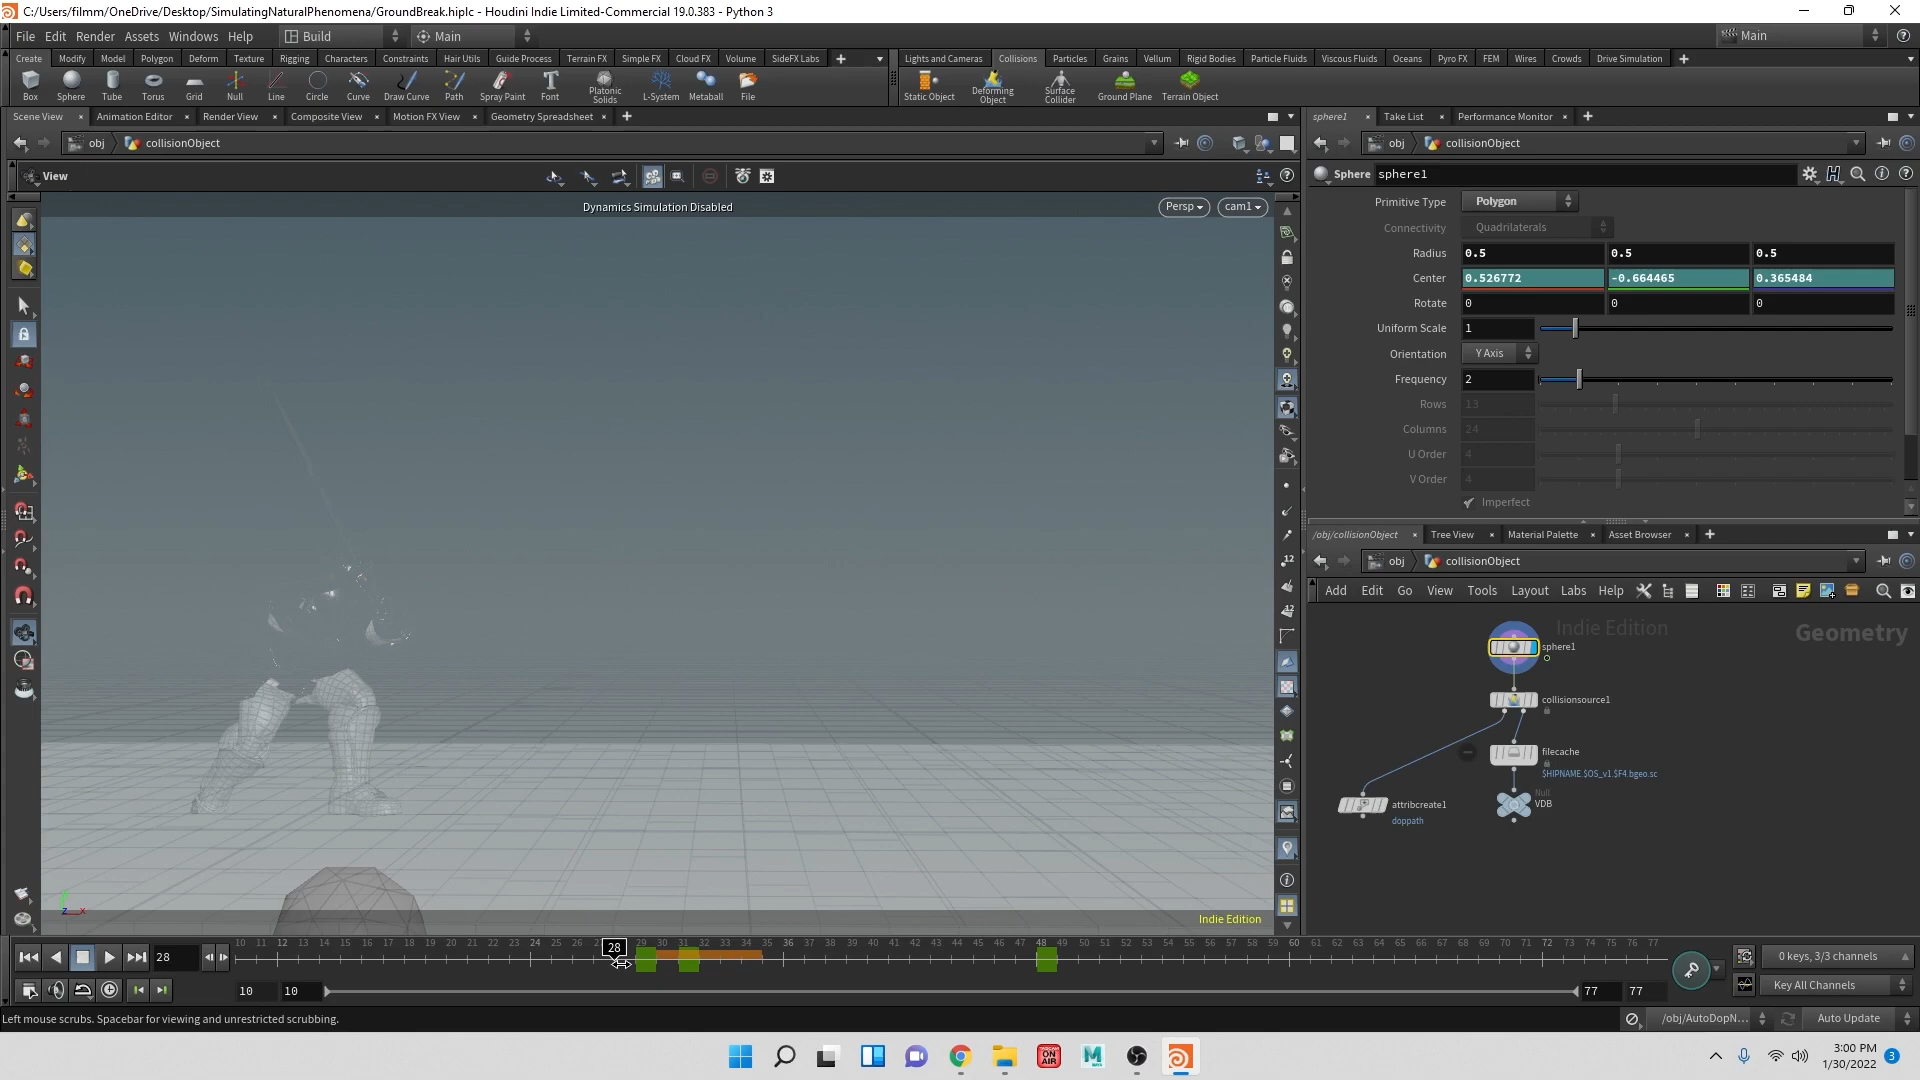 C:/Users/filmm/OneDrive/Desktop/SimulatingNaturalPhenomena/GroundBreak.hiplc - Houdini Indie Limited-Commercial 19.0.383 - Python 3
File Edit Render Assets Windows Help Build Main Main
Create Modify Model Polygon Deform Texture Rigging Characters Constraints Hair Utils Guide Process Terrain FX Simple FX Cloud FX Volume SideFX Labs
Lights and Cameras Collisions Particles Grains Vellum Rigid Bodies Particle Fluids Viscous Fluids Oceans Pyro FX FEM Wires Crowds Drive Simulation
Box Sphere Tube Torus Grid Null Line Circle Curve Draw Curve Path Spray Paint Font Platonic Solids L-System Metaball File
Static Object Deforming Object Surface Collider Ground Plane Terrain Object
Scene View Animation Editor Render View Composite View Motion FX View Geometry Spreadsheet
obj collisionObject
View
Dynamics Simulation Disabled
Persp cam1
Indie Edition
sphere1 Take List Performance Monitor
obj collisionObject
Sphere sphere1
Primitive Type Polygon
Connectivity Quadrilaterals
Radius 0.5 0.5 0.5
Center 0.526772 -0.664465 0.365484
Rotate 0 0 0
Uniform Scale 1
Orientation Y Axis
Frequency 2
Rows 13
Columns 24
U Order 4
V Order 4
Imperfect
/obj/collisionObject Tree View Material Palette Asset Browser
obj collisionObject
Add Edit Go View Tools Layout Labs Help
Indie Edition
Geometry
sphere1
collisionsource1
filecache
$HIPNAME.$OS_v1.$F4.bgeo.sc
Null
VDB
attribcreate1
doppath
10 11 12 13 14 15 16 17 18 19 20 21 22 23 24 25 26 28 29 30 31 32 33 34 35 36 37 38 39 40 41 42 43 44 45 46 47 48 49 50 51 52 53 54 55 56 57 58 59 60 61 62 63 64 65 66 67 68 69 70 71 72 73 74 75 76 77
28
0 keys, 3/3 channels
10 10 77 77
Key All Channels
Left mouse scrubs. Spacebar for viewing and unrestricted scrubbing.
/obj/AutoDopN... Auto Update
3:00 PM
1/30/2022
3